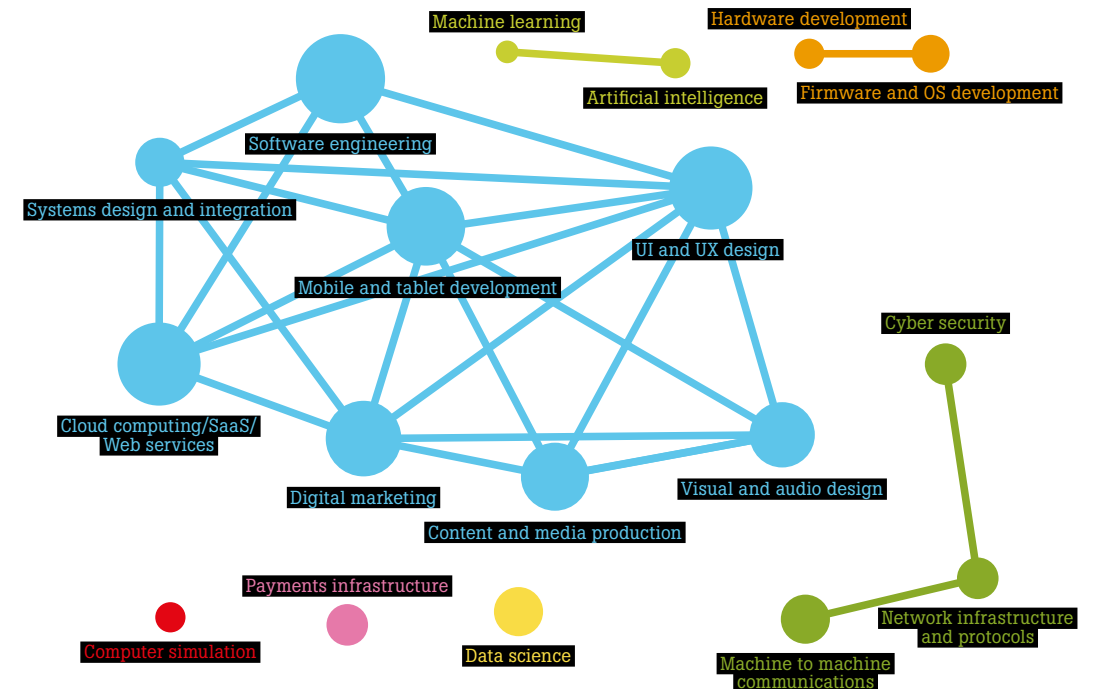 Machine learning
Hardware development
Artificial intelligence
Firmware and OS development
Software engineering
Systems design and integration
UI and UX design
Mobile and tablet development
Cyber security
Cloud computing/SaaS/
Web services
Digital marketing
Visual and audio design
Content and media production
Payments infrastructure
Computer simulation
Data science
Network infrastructure
and protocols
Machine to machine
communications